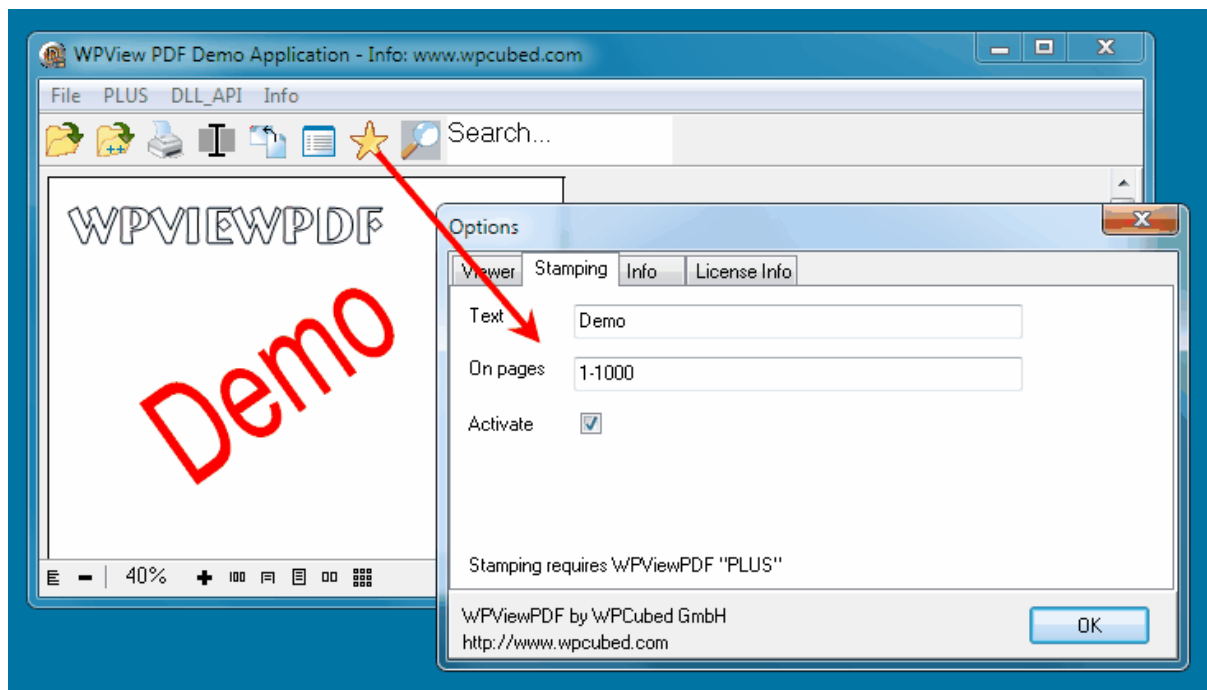 WPView PDF Demo Application - Info: www.wpcubed.com
File PLUS DLL_API Info
Search...
WPVIEWPDF
Demo
40%
Options
Viewer Stamping Info License Info
Text Demo
On pages 1-1000
Activate
Stamping requires WPViewPDF "PLUS"
WPViewPDF by WPCubed GmbH
http://www.wpcubed.com
OK